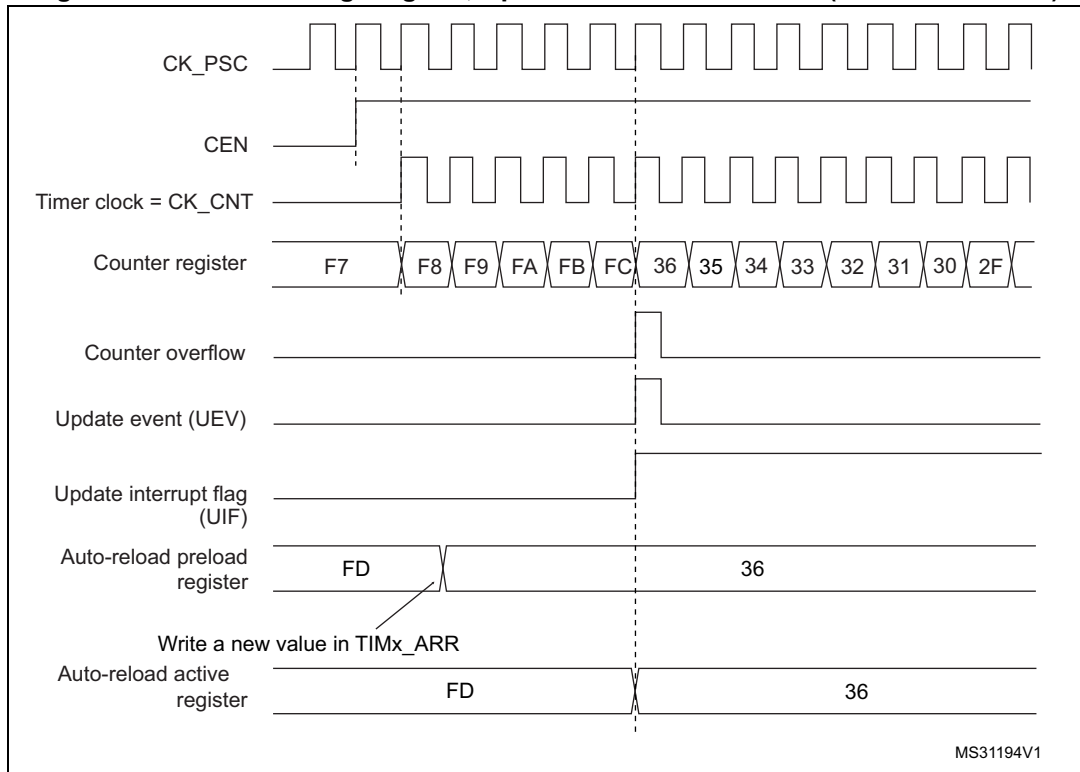 CK_PSC
CEN
Timer clock = CK_CNT
Counter register
F7 F8 F9 FA FB FC 36 35 34 33 32 31 30 2F
Counter overflow
Update event (UEV)
Update interrupt flag
(UIF)
Auto-reload preload
register
FD 36
Write a new value in TIMx_ARR
Auto-reload active
register
FD 36
MS31194V1